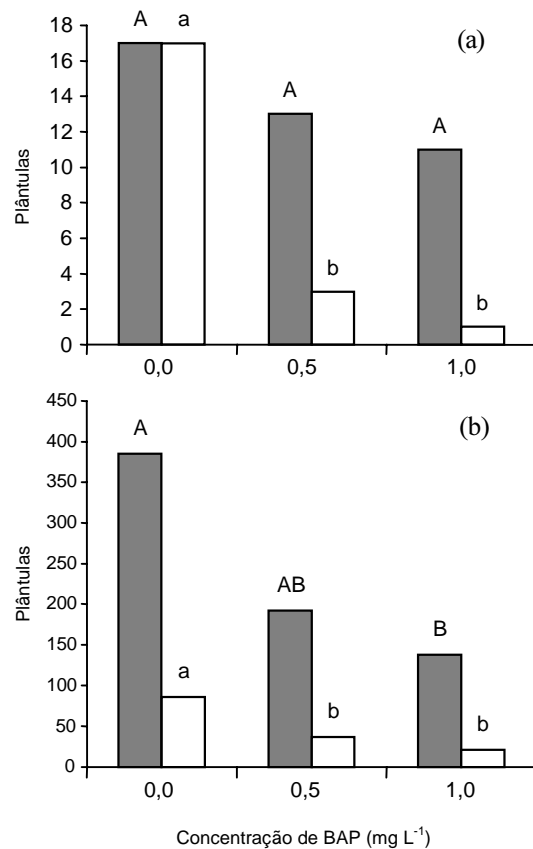 (a)
Plântulas
18
16
14
12
10
8
6
4
2
0
A a
A
b
A
b
0,0 0,5 1,0
(b)
Plântulas
450
400
350
300
250
200
150
100
50
0
A
a
AB
b
B
b
0,0 0,5 1,0
Concentração de BAP (mg L⁻¹)